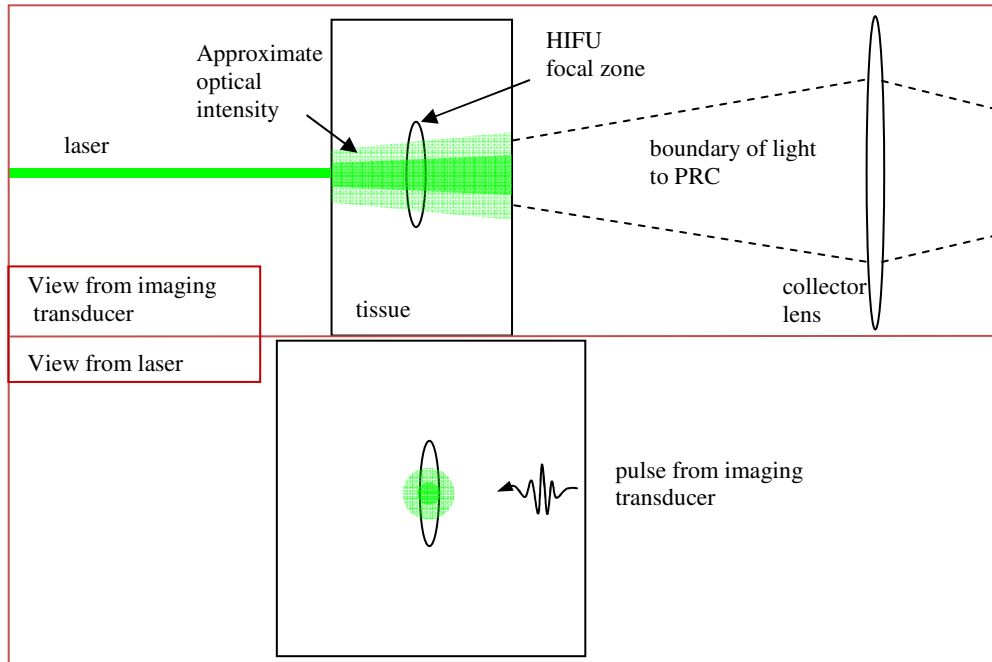 Approximate
optical
intensity
HIFU
focal zone
laser
boundary of light
to PRC
View from imaging
transducer
tissue
collector
lens
View from laser
pulse from imaging
transducer